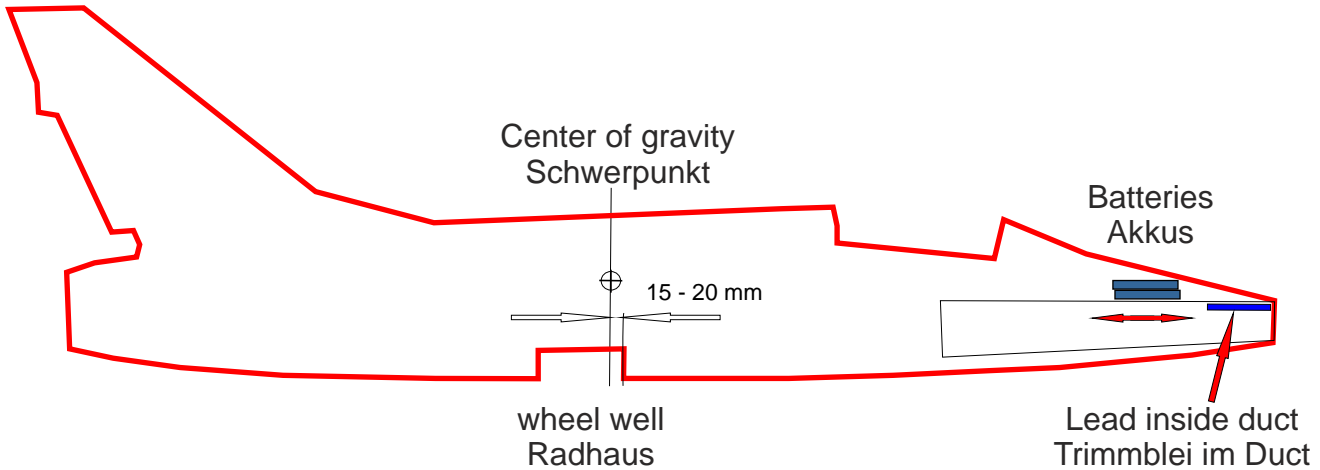 Center of gravity
Schwerpunkt
Batteries
Akkus
15 - 20 mm
wheel well
Radhaus
Lead inside duct
Trimmblei im Duct